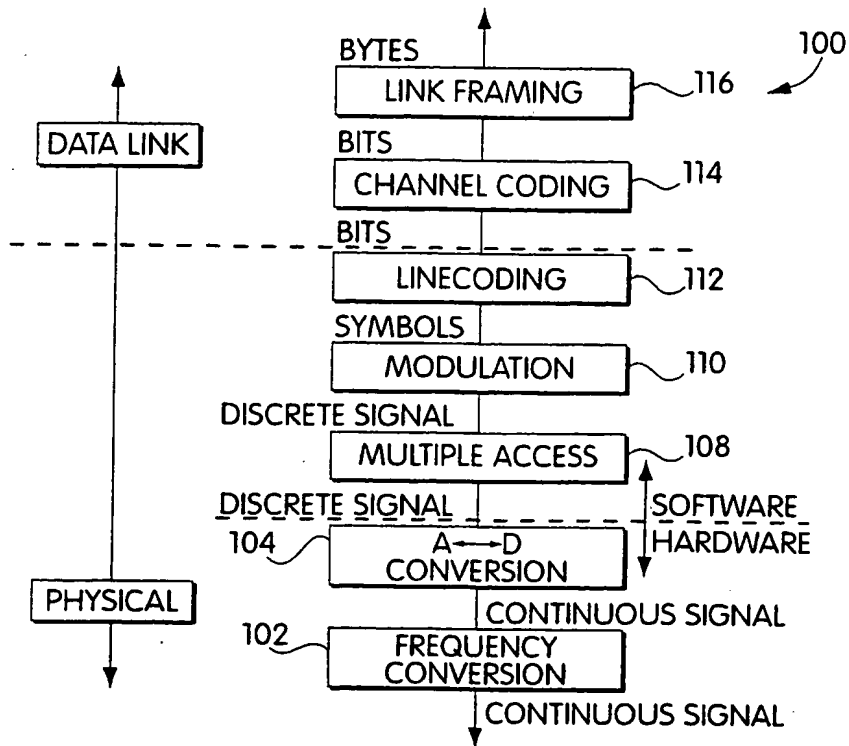 BYTES
100
LINK FRAMING
116
DATA LINK
BITS
CHANNEL CODING
114
BITS
LINECODING
112
SYMBOLS
MODULATION
110
DISCRETE SIGNAL
MULTIPLE ACCESS
108
DISCRETE SIGNAL
SOFTWARE
104
A D
CONVERSION
HARDWARE
PHYSICAL
CONTINUOUS SIGNAL
102
FREQUENCY
CONVERSION
CONTINUOUS SIGNAL